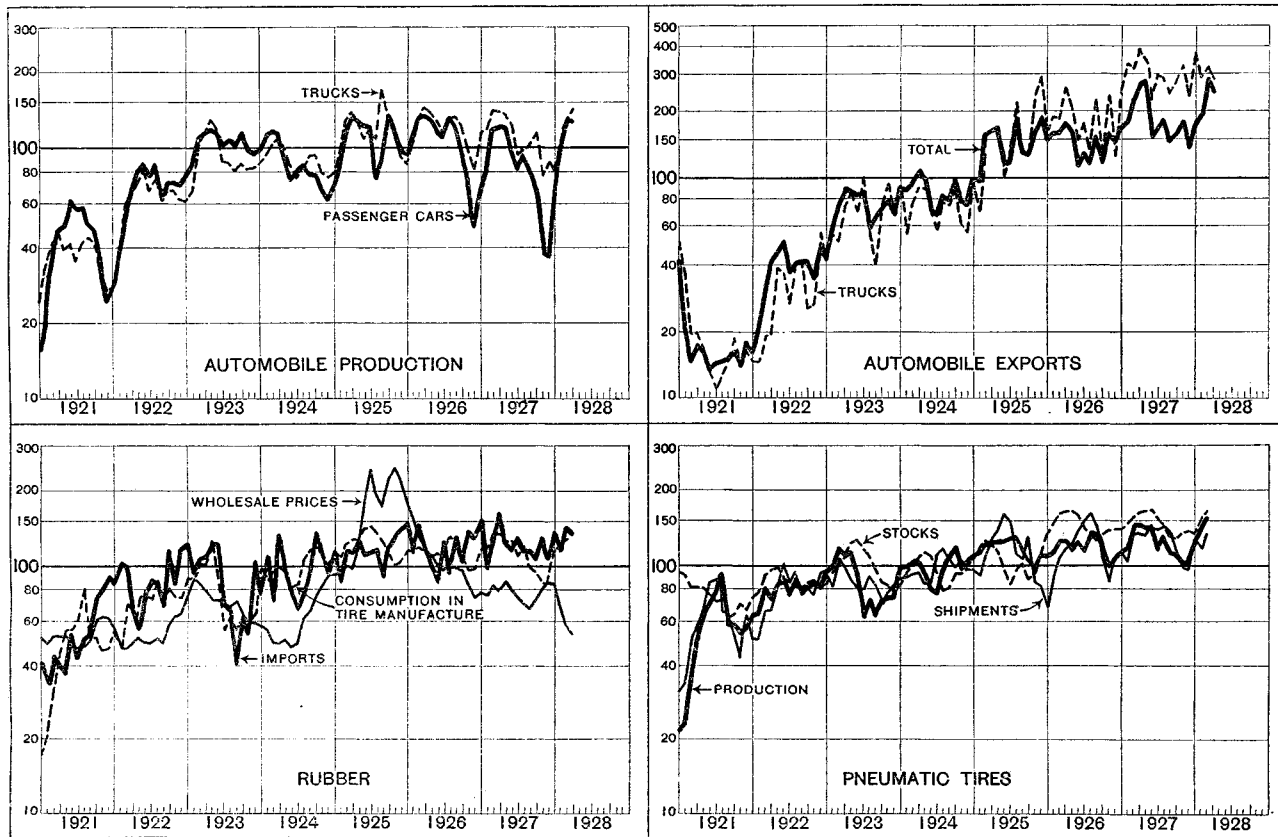 300
200
150
100
80
60
40
20
10
TRUCKS
PASSENGER CARS
AUTOMOBILE PRODUCTION
1921 1922 1923 1924 1925 1926 1927 1928
500
400
300
200
150
100
80
60
40
20
10
TOTAL
TRUCKS
AUTOMOBILE EXPORTS
1921 1922 1923 1924 1925 1926 1927 1928
300
200
150
100
80
60
40
20
10
WHOLESALE PRICES
CONSUMPTION IN
TIRE MANUFACTURE
IMPORTS
RUBBER
1921 1922 1923 1924 1925 1926 1927 1928
300
200
150
100
80
60
40
20
10
STOCKS
SHIPMENTS
PRODUCTION
PNEUMATIC TIRES
1921 1922 1923 1924 1925 1926 1927 1928